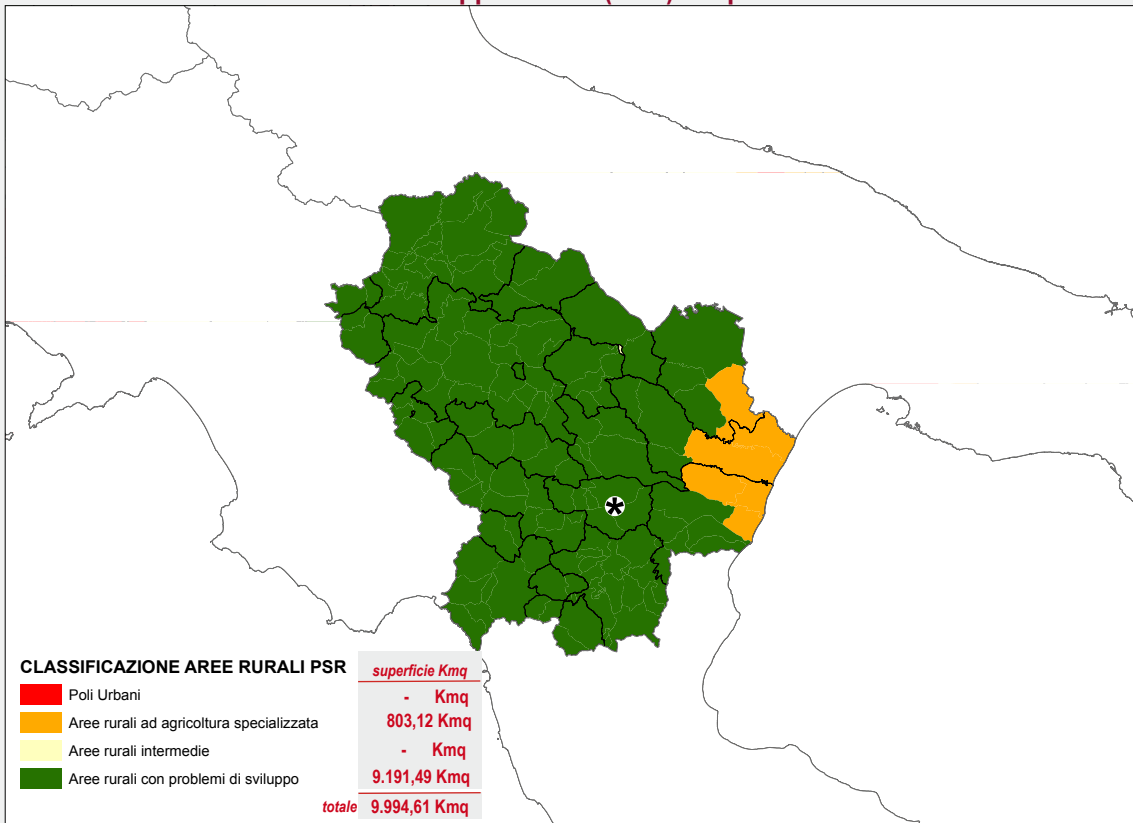 CLASSIFICAZIONE AREE RURALI PSR
superficie Kmq
Poli Urbani
- Kmq
Aree rurali ad agricoltura specializzata
803,12 Kmq
Aree rurali intermedie
- Kmq
Aree rurali con problemi di sviluppo
9.191,49 Kmq
totale 9.994,61 Kmq
*